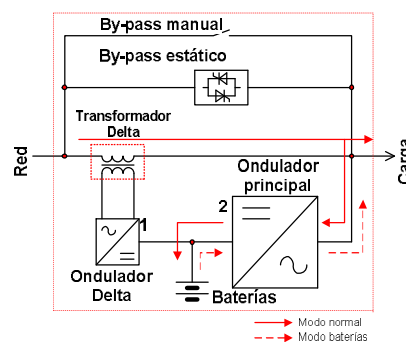 By-pass manual
By-pass estático
Transformador
Delta
Red
Carga
Ondulador
principal
1
2
Ondulador
Delta
Baterías
Modo normal
Modo baterías